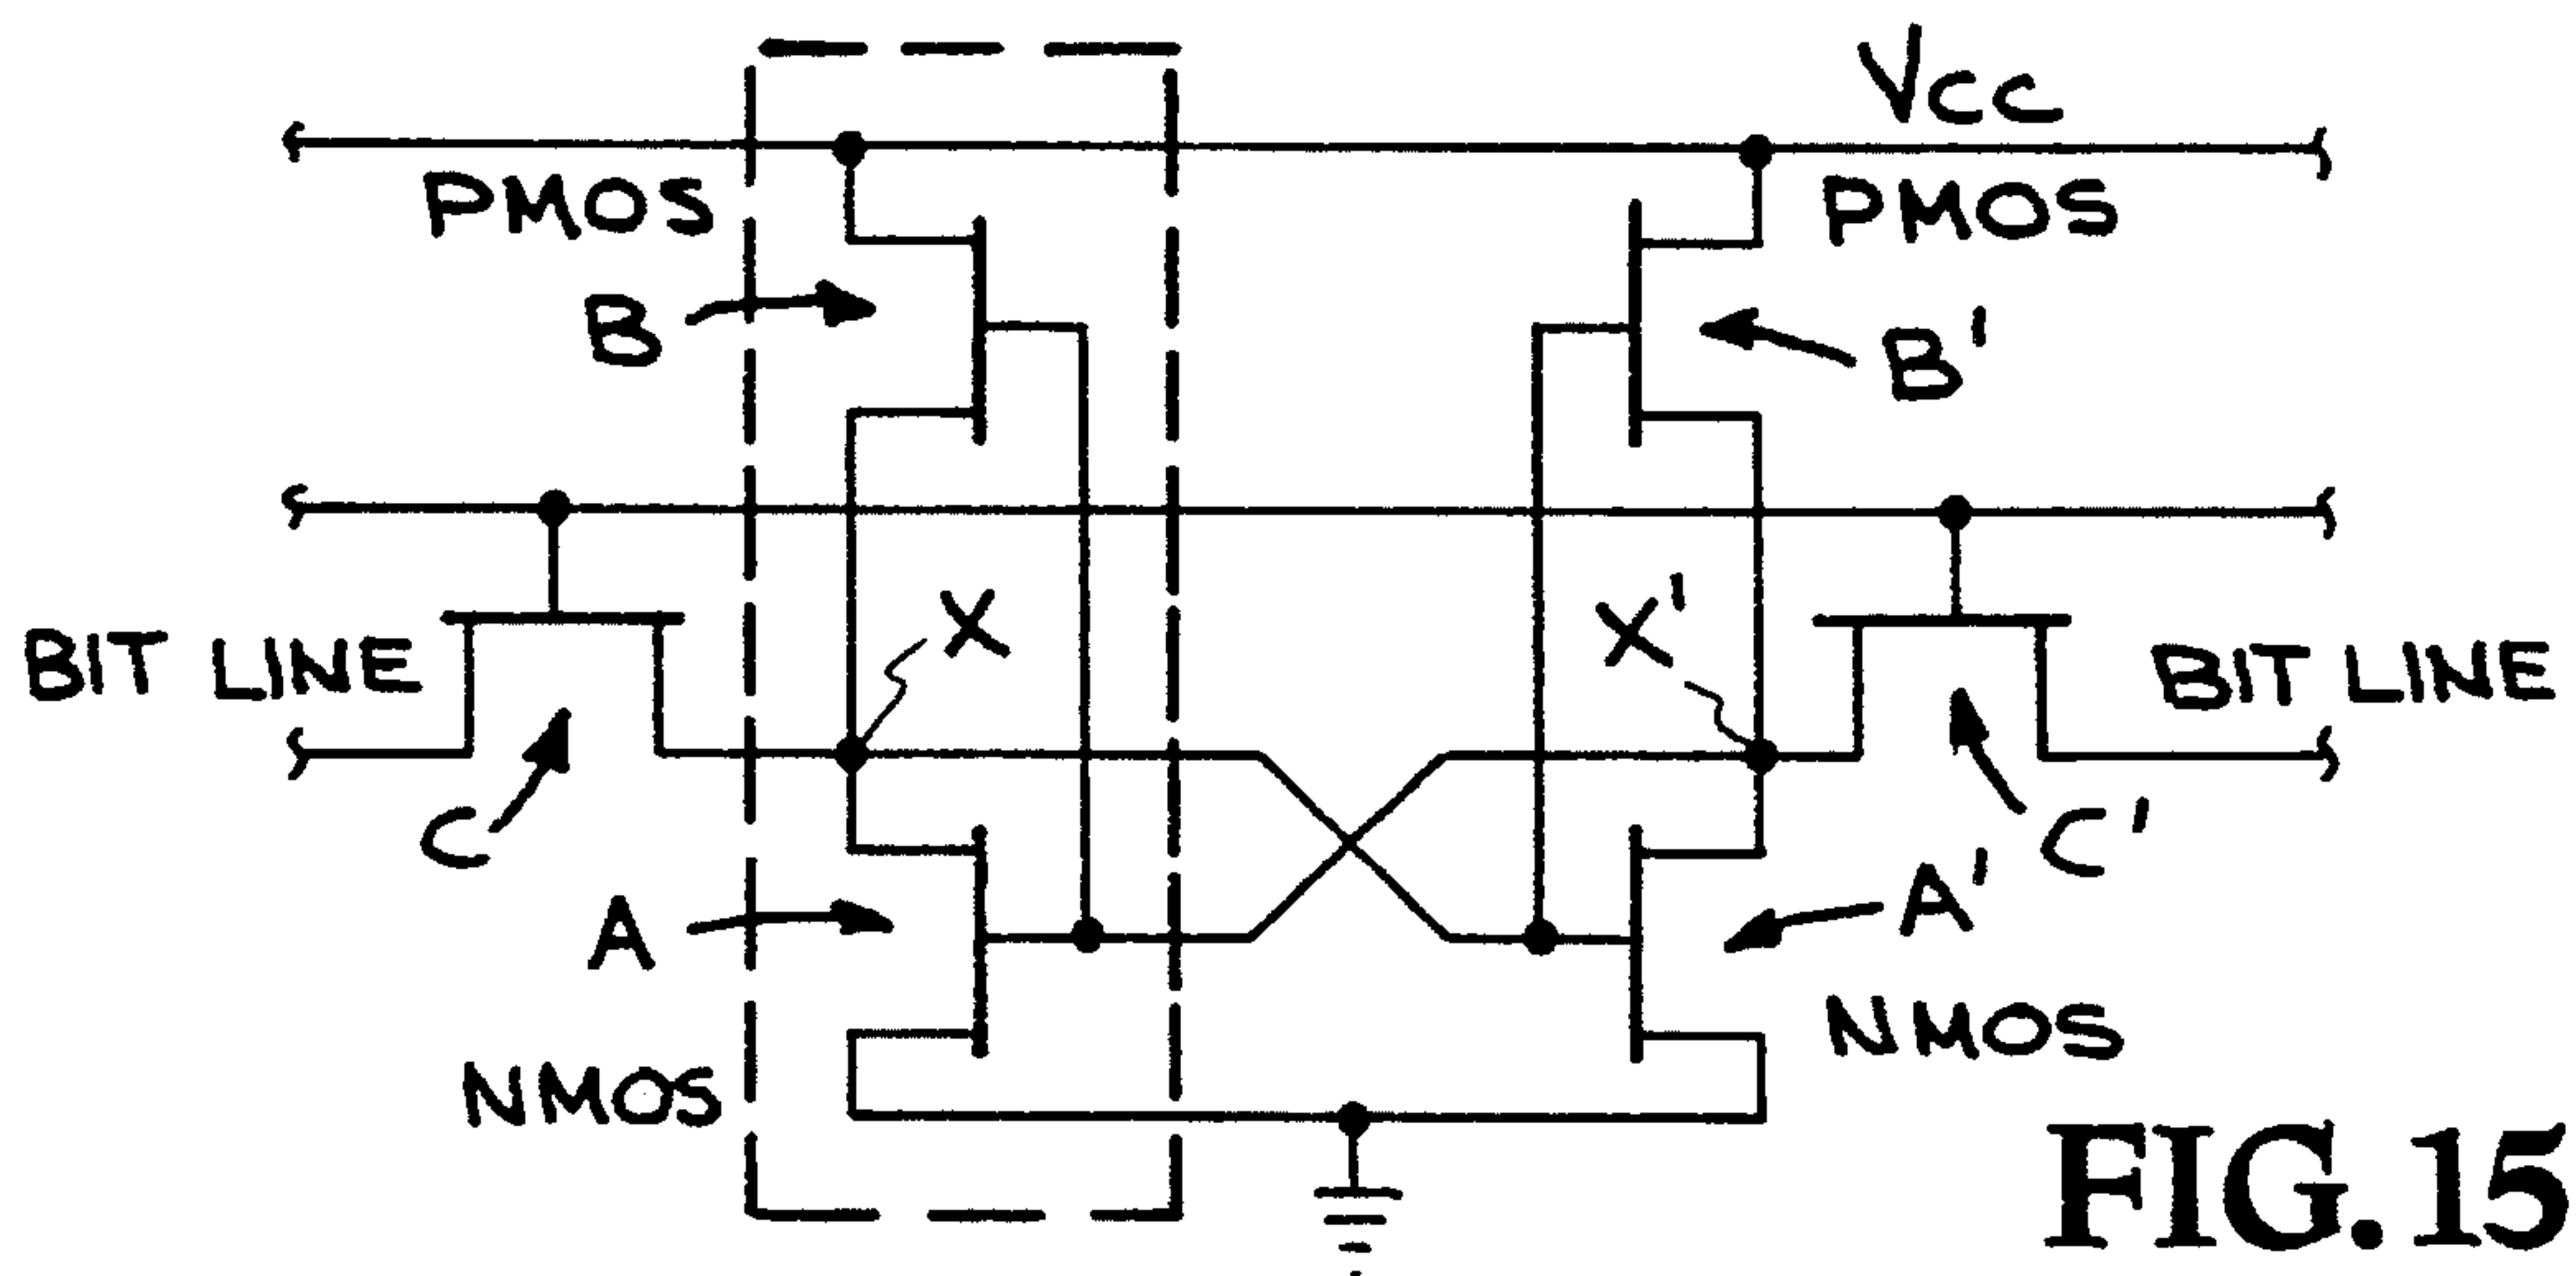 Vcc
PMOS
PMOS
B
B'
X
X'
BIT LINE
BIT LINE
C
C'
A
A'
NMOS
NMOS
FIG. 15